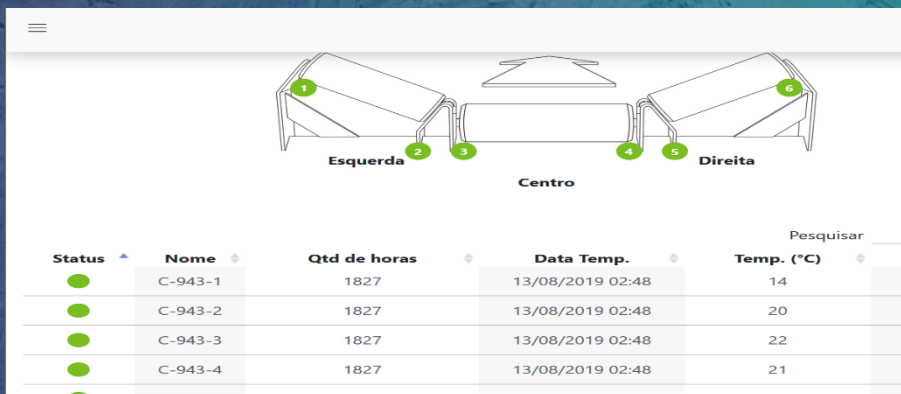 1
6
Esquerda 2 3 4 5 Direita
Centro
Pesquisar
Status Nome Qtd de horas Data Temp. Temp. (°C)
C-943-1 1827 13/08/2019 02:48 14
C-943-2 1827 13/08/2019 02:48 20
C-943-3 1827 13/08/2019 02:48 22
C-943-4 1827 13/08/2019 02:48 21